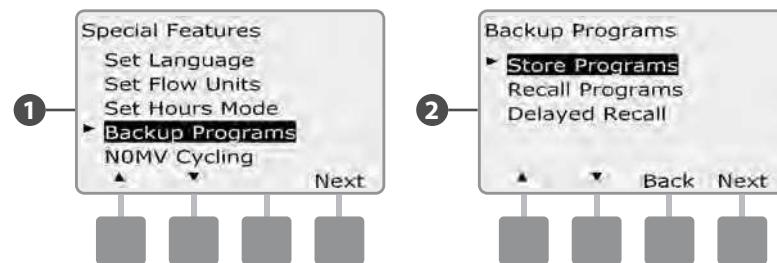 Special Features
Set Language
Set Flow Units
Set Hours Mode
Backup Programs
N0MV Cycling
Next
1
Backup Programs
Store Programs
Recall Programs
Delayed Recall
Back Next
2